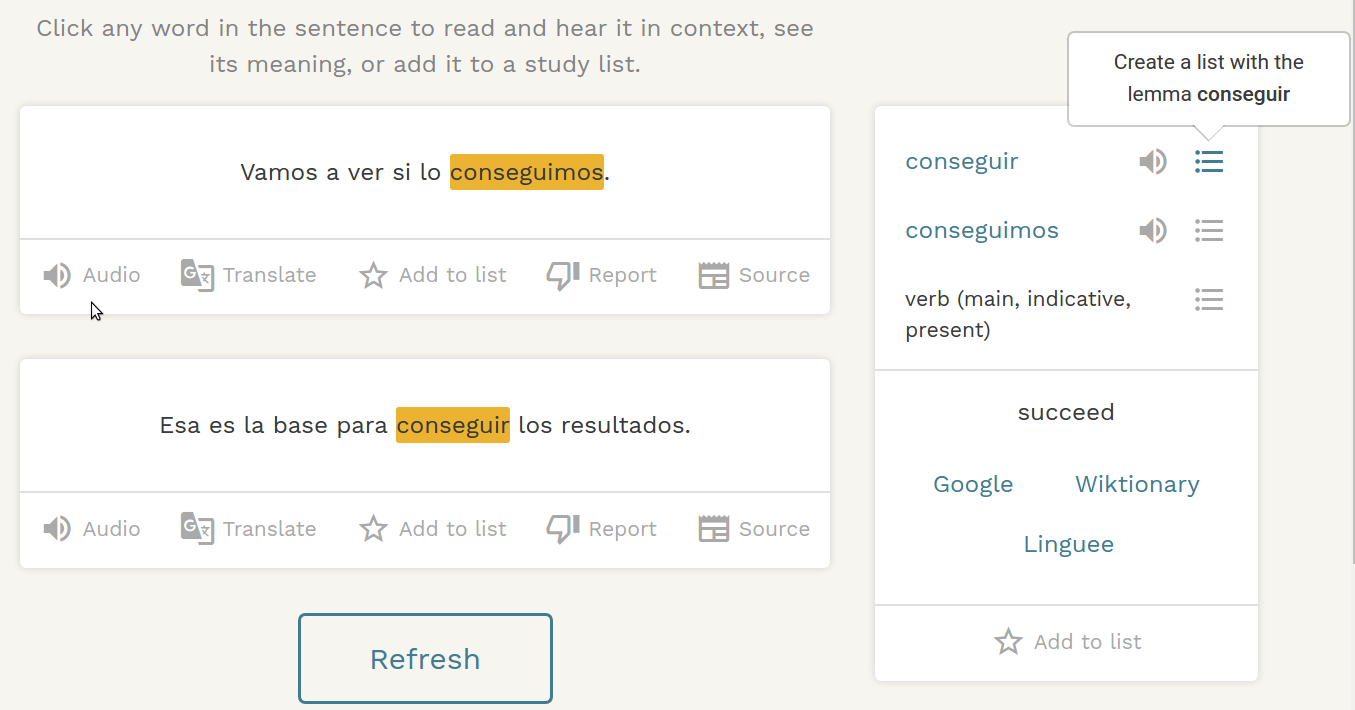 Click any word in the sentence to read and hear it in context, see
its meaning, or add it to a study list.
Vamos a ver si lo conseguimos.
Audio Translate Add to list Report Source
Esa es la base para conseguir los resultados.
Audio Translate Add to list Report Source
Refresh
Create a list with the
lemma conseguir
conseguir
conseguimos
verb (main, indicative,
present)
succeed
Google Wiktionary
Linguee
Add to list